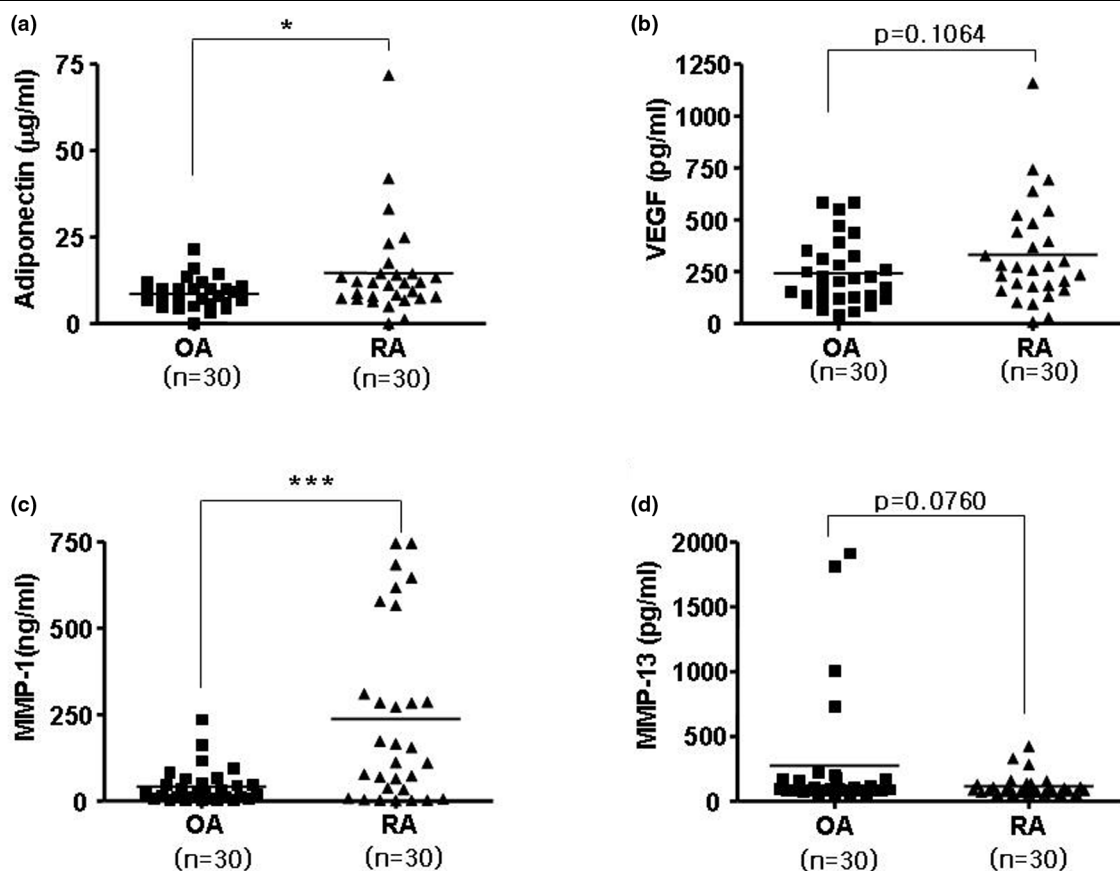 (a)
*
Adiponectin (μg/ml)
75
50
25
0
OA
RA
(n=30)
(n=30)
(b)
p=0.1064
VEGF (pg/ml)
1250
1000
750
500
250
0
OA
RA
(n=30)
(n=30)
(c)
***
MMP-1(ng/ml)
750
500
250
0
OA
RA
(n=30)
(n=30)
(d)
p=0.0760
MMP-13 (pg/ml)
2000
1500
1000
500
0
OA
RA
(n=30)
(n=30)